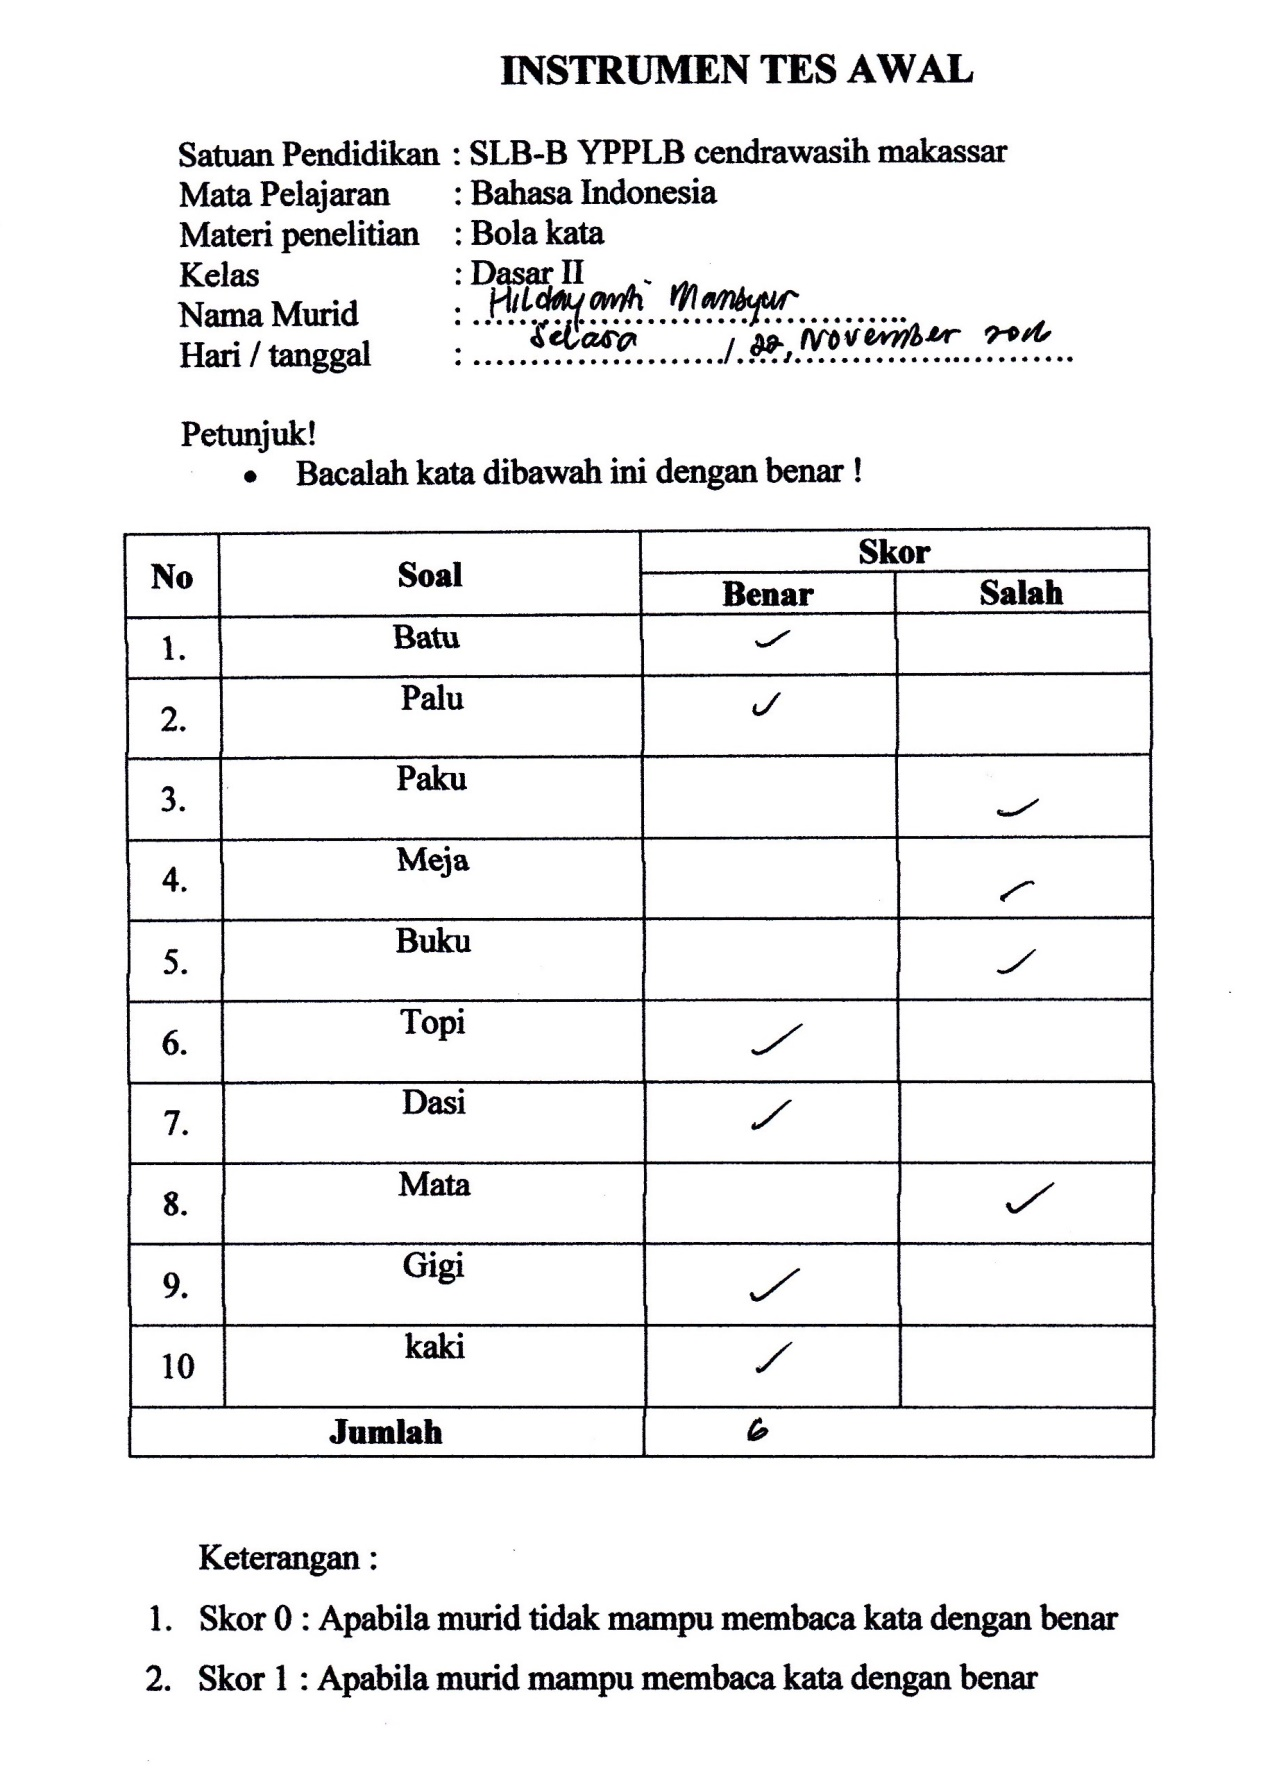 INSTRUMEN TES AWAL
Satuan Pendidikan : SLB-B YPPLB cendrawasih makassar
Mata Pelajaran : Bahasa Indonesia
Materi penelitian : Bola kata
Kelas : Dasar II
Nama Murid : Hildayanti Mansyur
Hari / tanggal : Selasa / 22, November
Petunjuk!
• Bacalah kata dibawah ini dengan benar !
No Soal Skor
Benar Salah
1. Batu ✓
2. Palu ✓
3. Paku ✓
4. Meja ✓
5. Buku ✓
6. Topi ✓
7. Dasi ✓
8. Mata ✓
9. Gigi ✓
10 kaki ✓
Jumlah 6
Keterangan :
1. Skor 0 : Apabila murid tidak mampu membaca kata dengan benar
2. Skor 1 : Apabila murid mampu membaca kata dengan benar